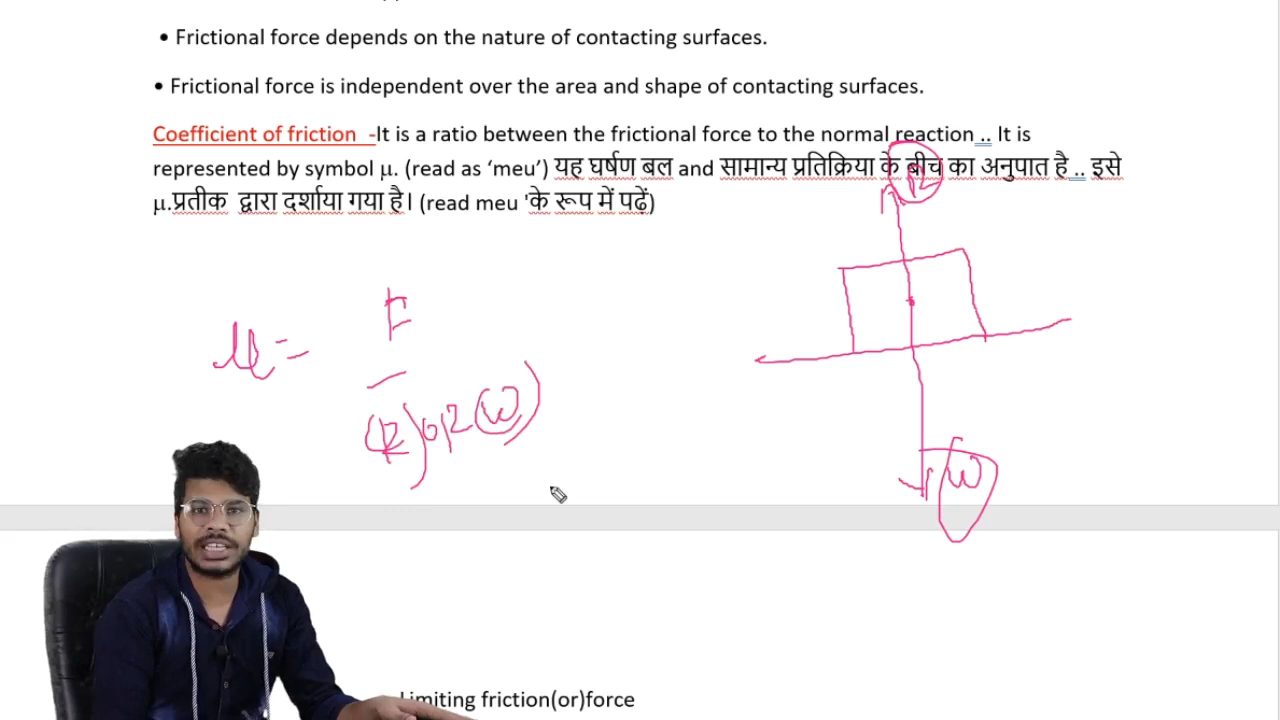 • Frictional force depends on the nature of contacting surfaces.
• Frictional force is independent over the area and shape of contacting surfaces.
Coefficient of friction -It is a ratio between the frictional force to the normal reaction .. It is
represented by symbol μ. (read as ‘meu’) यह घर्षण बल and सामान्य प्रतिक्रिया के बीच का अनुपात है .. इसे
μ.प्रतीक द्वारा दर्शाया गया है। (read meu 'के रूप में पढ़ें)
R
F
μ =
(R) or (W)
W
Limiting friction(or)force